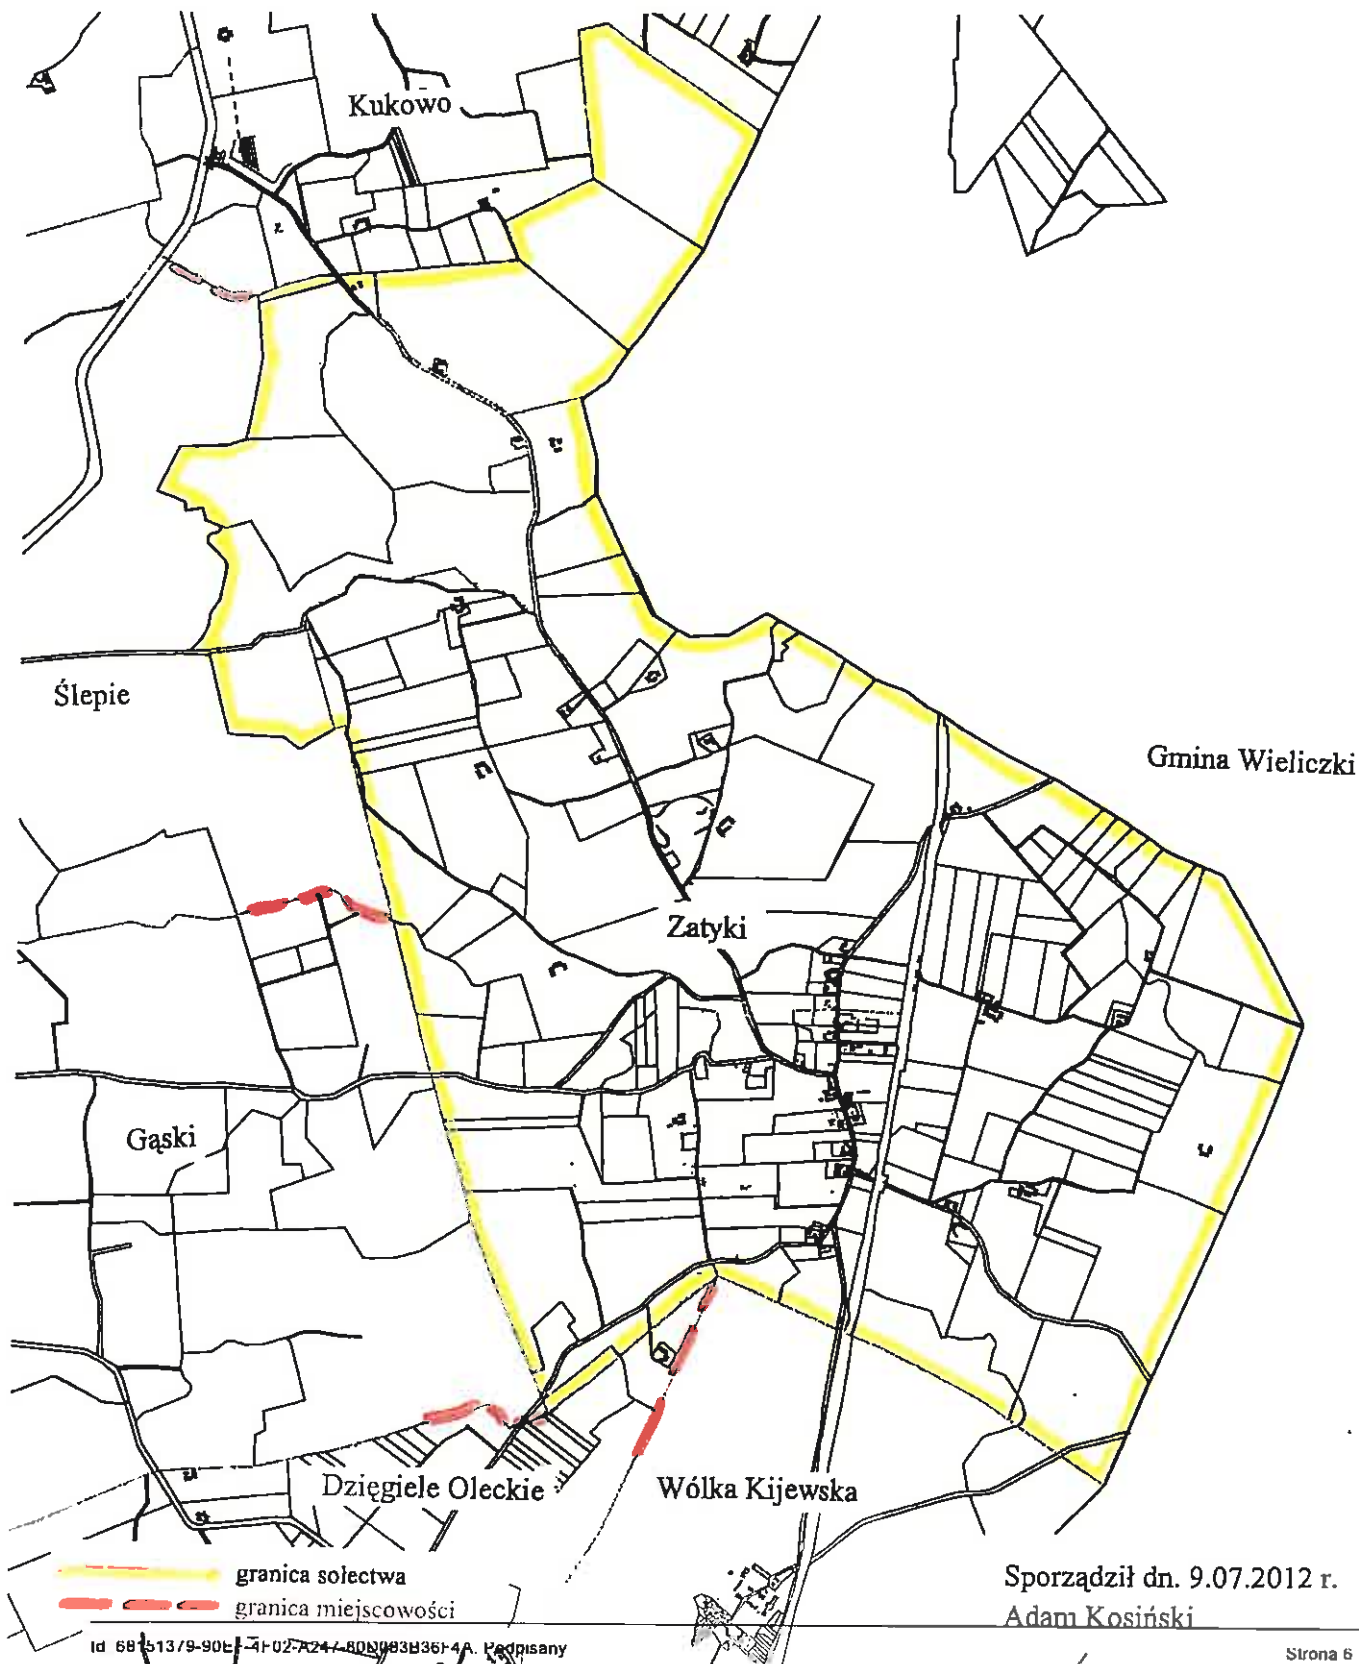 Kukowo
Ślepie
Gmina Wieliczki
Zatyki
Gąski
Dzięgiele Oleckie
Wólka Kijewska
granica sołectwa
granica miejscowości
Sporządził dn. 9.07.2012 r.
Adam Kosiński
Podpisany
Strona 6